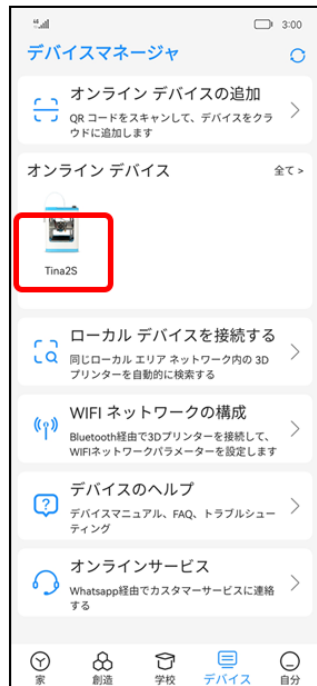 3:00
デバイスマネージャ
オンライン デバイスの追加
QR コードをスキャンして、デバイスをクラ
ウドに追加します
オンライン デバイス
全て >
Tina2S
ローカル デバイスを接続する
同じローカル エリア ネットワーク内の 3D
プリンターを自動的に検索する
WIFI ネットワークの構成
Bluetooth経由で3Dプリンターを接続して、
WIFIネットワークパラメーターを設定します
デバイスのヘルプ
デバイスマニュアル、FAQ、トラブルシュー
ティング
オンラインサービス
Whatsapp経由でカスタマーサービスに連絡
する
家 創造 学校 デバイス 自分